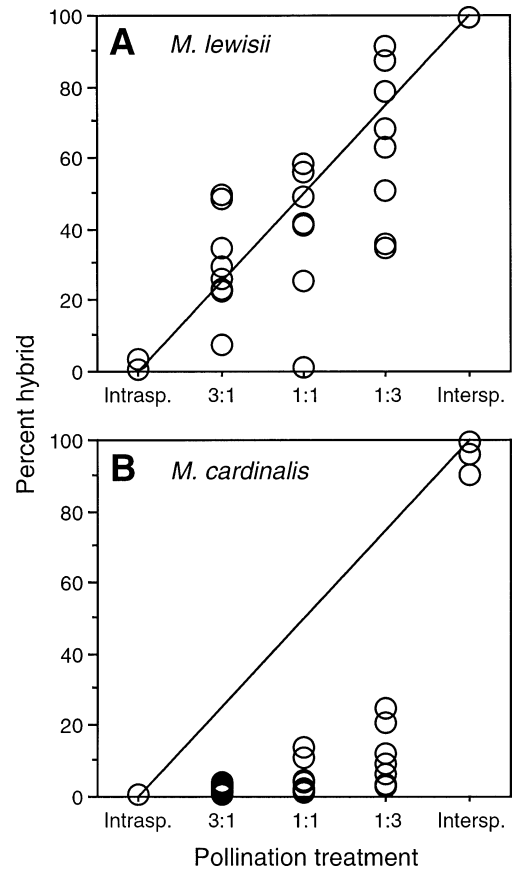 A M. lewisii
100
80
60
40
20
0
Intrasp. 3:1 1:1 1:3 Intersp.
Percent hybrid
B M. cardinalis
100
80
60
40
20
0
Intrasp. 3:1 1:1 1:3 Intersp.
Pollination treatment